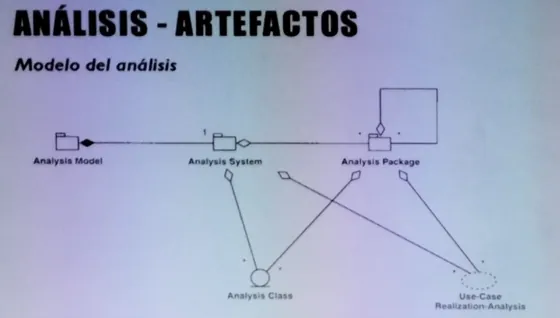 ANÁLISIS - ARTEFACTOS
Modelo del análisis
1 * *
Analysis Model Analysis System Analysis Package
* * * *
Analysis Class Use-Case
Realization-Analysis